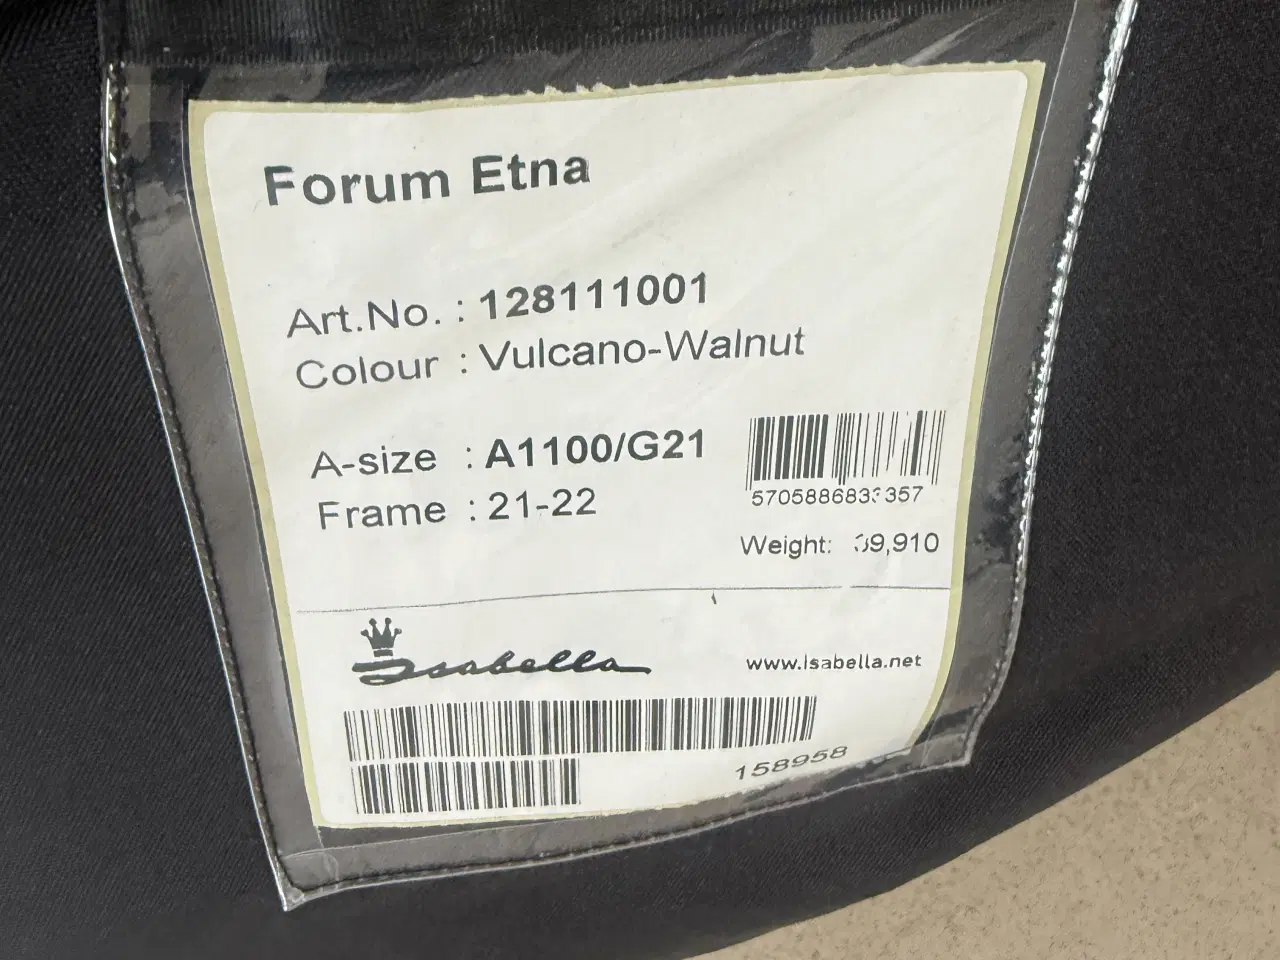 Forum Etna
Art.No. : 128111001
Colour : Vulcano-Walnut
A-size : A1100/G21
Frame : 21-22
Weight:
Isabella
www.isabella.net
158958